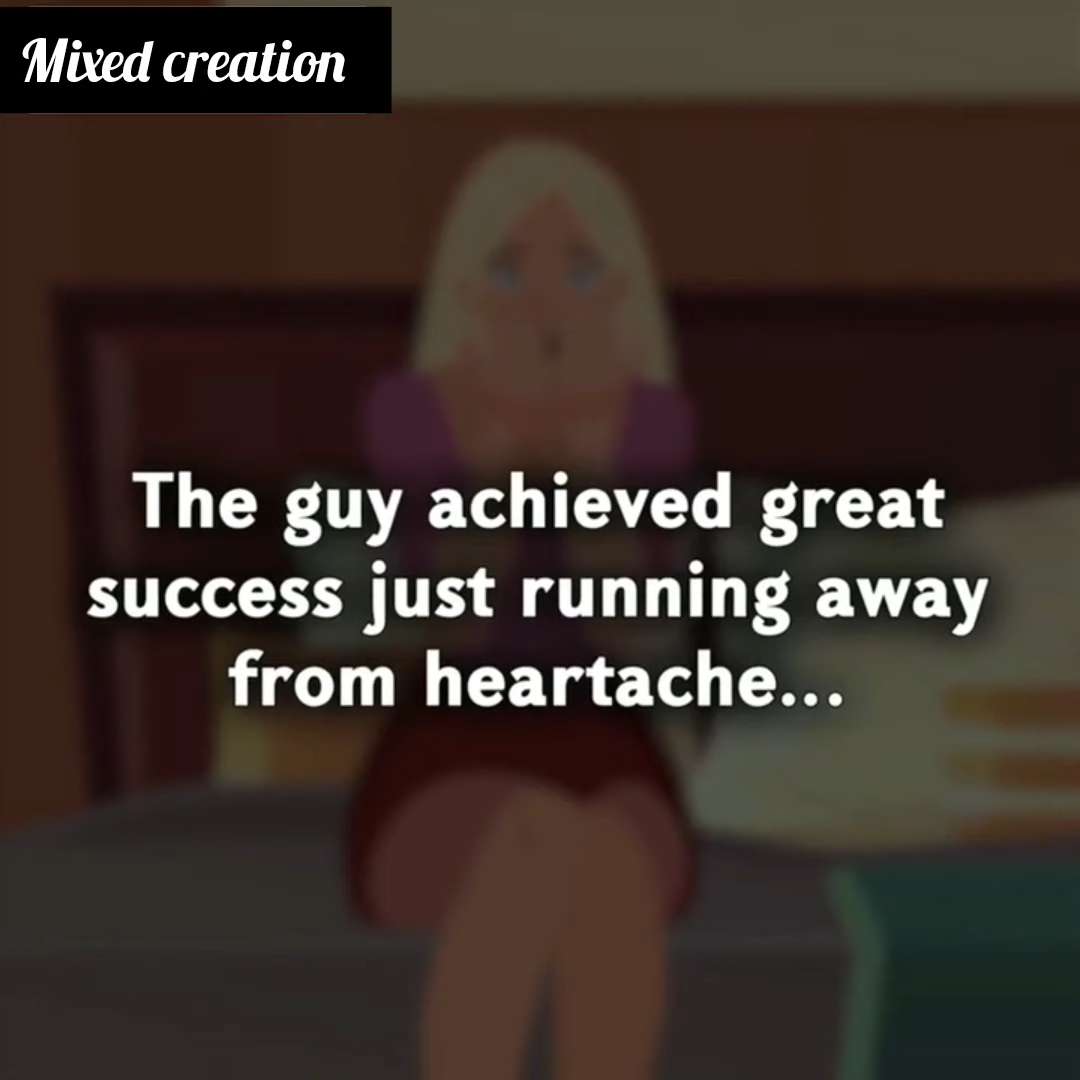 Mixed creation
The guy achieved great
success just running away
from heartache...